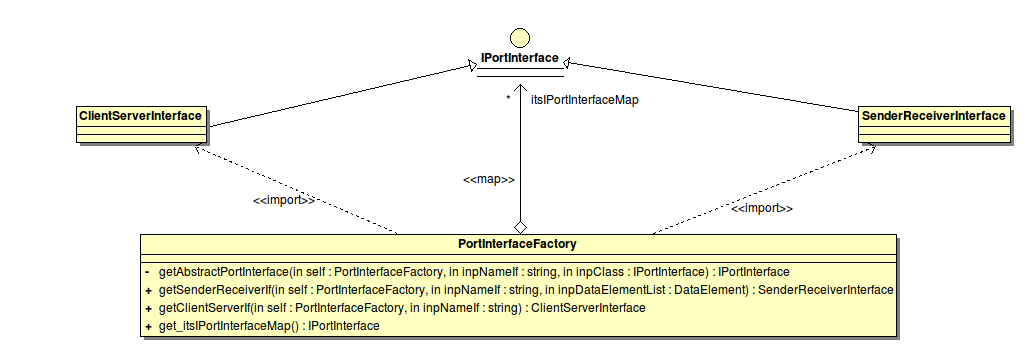 IPortInterface
* itsIPortInterfaceMap
ClientServerInterface
SenderReceiverInterface
<<map>>
<<import>>
<<import>>
PortInterfaceFactory
- getAbstractPortInterface(in self : PortInterfaceFactory, in inpNameIf : string, in inpClass : IPortInterface) : IPortInterface
+ getSenderReceiverIf(in self : PortInterfaceFactory, in inpNameIf : string, in inpDataElementList : DataElement) : SenderReceiverInterface
+ getClientServerIf(in self : PortInterfaceFactory, in inpNameIf : string) : ClientServerInterface
+ get_itsIPortInterfaceMap() : IPortInterface